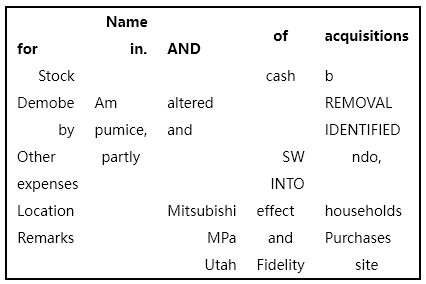 Name
for in. AND of acquisitions
Stock cash b
Demobe Am altered REMOVAL
by pumice, and IDENTIFIED
Other partly SW ndo,
expenses INTO
Location Mitsubishi effect households
Remarks MPa and Purchases
Utah Fidelity site